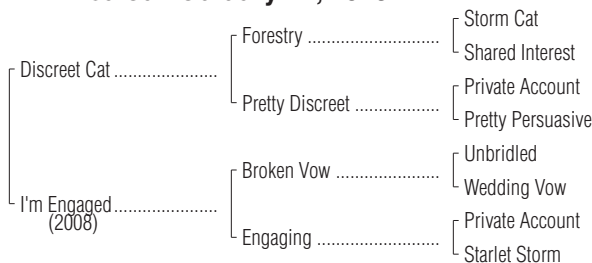 Storm Cat
Forestry ........................
Shared Interest
Discreet Cat ...................
Private Account
Pretty Discreet ................
Pretty Persuasive
Unbridled
Broken Vow ...................
Wedding Vow
I'm Engaged ...................
(2008)
Private Account
Engaging ......................
Starlet Storm